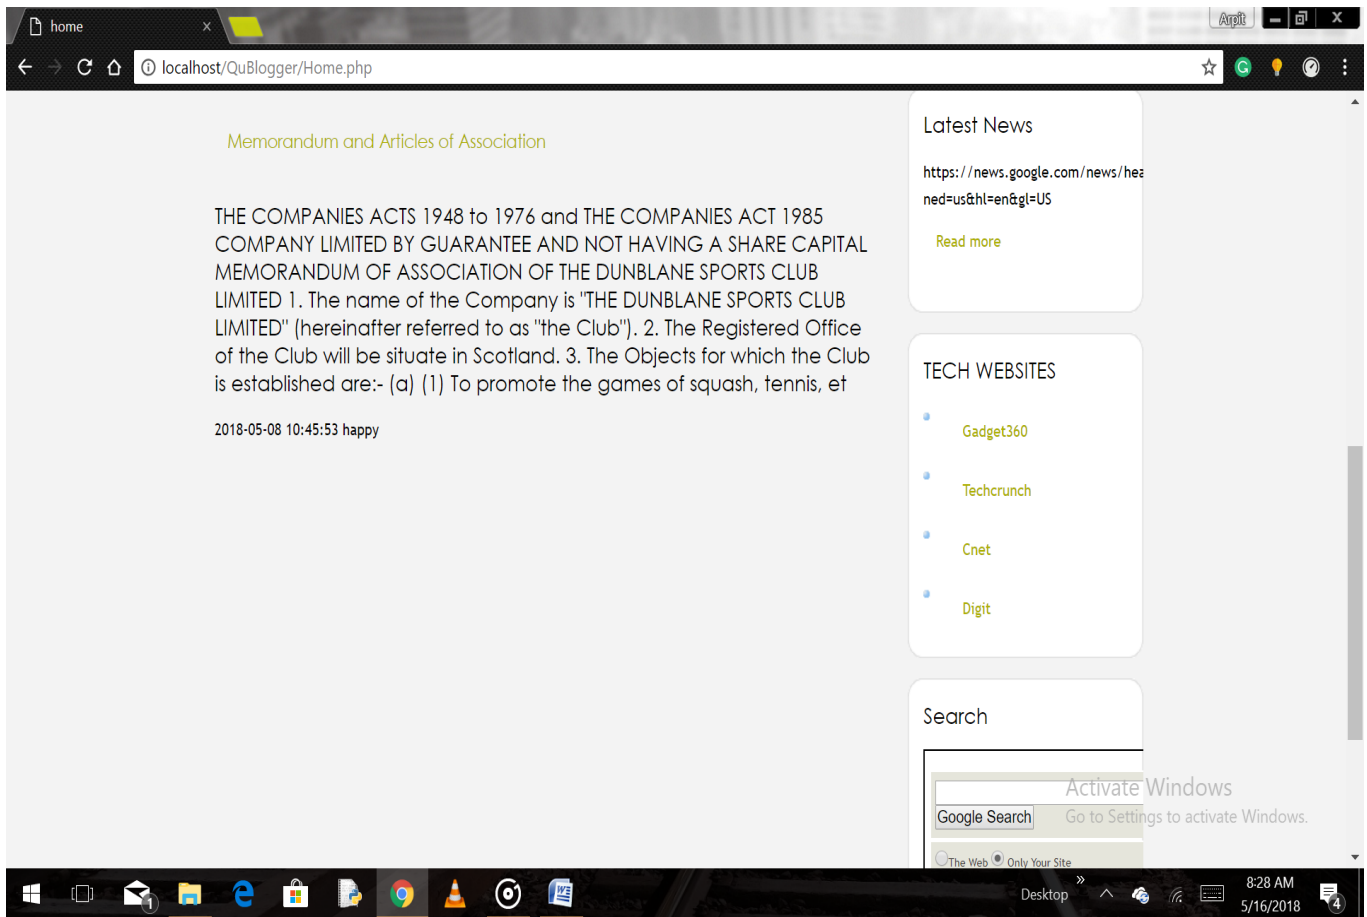 home
Arpit
localhost/QuBlogger/Home.php
Memorandum and Articles of Association
THE COMPANIES ACTS 1948 to 1976 and THE COMPANIES ACT 1985
COMPANY LIMITED BY GUARANTEE AND NOT HAVING A SHARE CAPITAL
MEMORANDUM OF ASSOCIATION OF THE DUNBLANE SPORTS CLUB
LIMITED 1. The name of the Company is "THE DUNBLANE SPORTS CLUB
LIMITED" (hereinafter referred to as "the Club"). 2. The Registered Office
of the Club will be situate in Scotland. 3. The Objects for which the Club
is established are:- (a) (1) To promote the games of squash, tennis, et
2018-05-08 10:45:53 happy
Latest News
https://news.google.com/news/hea
ned=us&hl=en&gl=US
Read more
TECH WEBSITES
Gadget360
Techcrunch
Cnet
Digit
Search
Google Search
The Web Only Your Site
Activate Windows
Go to Settings to activate Windows.
Desktop
8:28 AM
5/16/2018
1
4